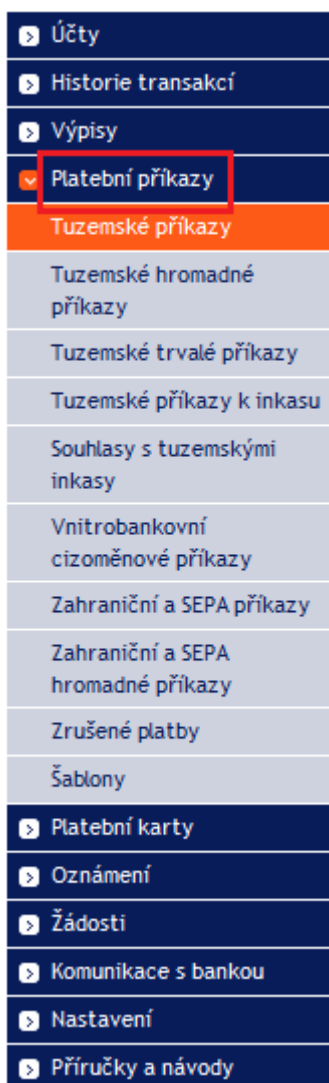 Účty
Historie transakcí
Výpisy
Platební příkazy
Tuzemské příkazy
Tuzemské hromadné
příkazy
Tuzemské trvalé příkazy
Tuzemské příkazy k inkasu
Souhlasy s tuzemskými
inkasy
Vnitrobankovní
cizoměnové příkazy
Zahraniční a SEPA příkazy
Zahraniční a SEPA
hromadné příkazy
Zrušené platby
Šablony
Platební karty
Oznámení
Žádosti
Komunikace s bankou
Nastavení
Příručky a návody